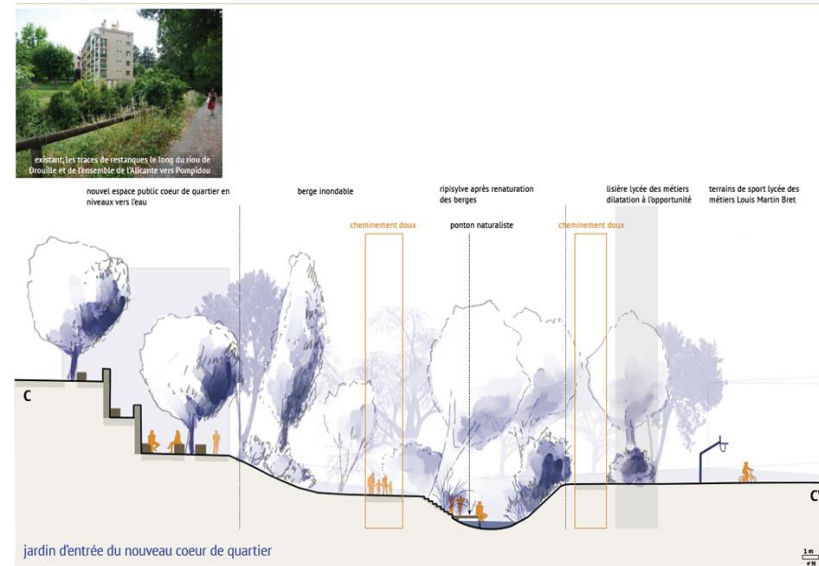 existant, les traces de restanques le long du riou de
Drouille et de l'ensemble de l'Alicante vers Pompidou
nouvel espace public coeur de quartier en
niveaux vers l'eau
berge inondable
ripisylve après renaturation
des berges
lisière lycée des métiers
dilatation à l'opportunité
terrains de sport lycée des
métiers Louis Martin Bret
cheminement doux
ponton naturaliste
cheminement doux
C
C'
jardin d'entrée du nouveau coeur de quartier
1 m
N